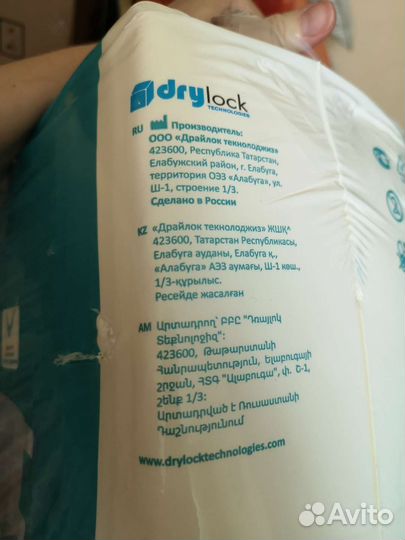 drylock
TECHNOLOGIES
RU Производитель:
ООО «Драйлок текнолоджиз»
423600, Республика Татарстан,
Елабужский район, г. Елабуга,
территория ОЭЗ «Алабуга», ул.
Ш-1, строение 1/3.
Сделано в России
KZ «Драйлок текнолоджиз» ЖШҚ^
423600, Татарстан Республикасы,
Елабуга ауданы, Елабуга қ.,
«Алабуга» АЭЗ аумағы, Ш-1 көш.,
1/3-құрылыс.
Ресейде жасалған
AM Արտադրող՝ ԲԲԸ "Դռայլոկ
Տեքնոլոջիզ":
423600, Թաթարստանի
Հանրապետություն, Ելաբուգայի
շրջան, ՀՏԳ "Ալաբուգա", փ. Շ-1,
շենք 1/3:
Արտադրված է Ռուսաստանի
Դաշնությունում
www.drylocktechnologies.com
Avito